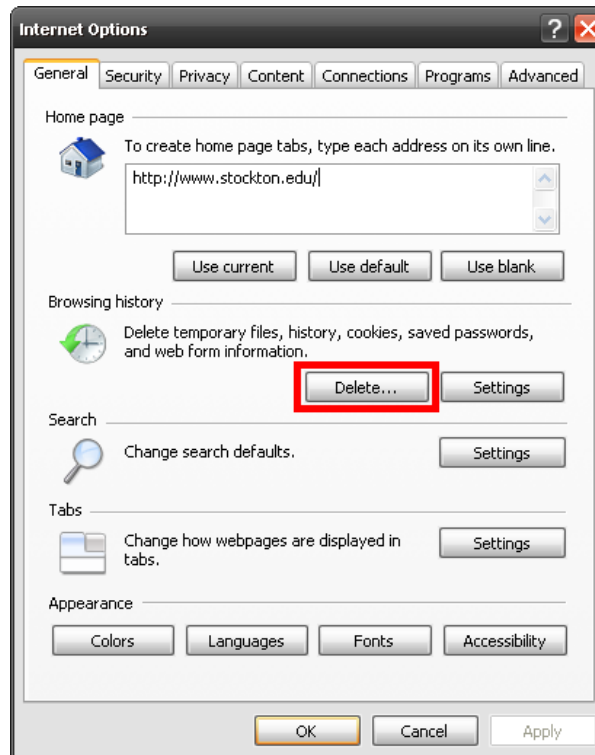 Internet Options
?
General Security Privacy Content Connections Programs Advanced
Home page
To create home page tabs, type each address on its own line.
http://www.stockton.edu/
Use current Use default Use blank
Browsing history
Delete temporary files, history, cookies, saved passwords,
and web form information.
Delete... Settings
Search
Change search defaults.
Settings
Tabs
Change how webpages are displayed in
tabs.
Settings
Appearance
Colors Languages Fonts Accessibility
OK Cancel Apply